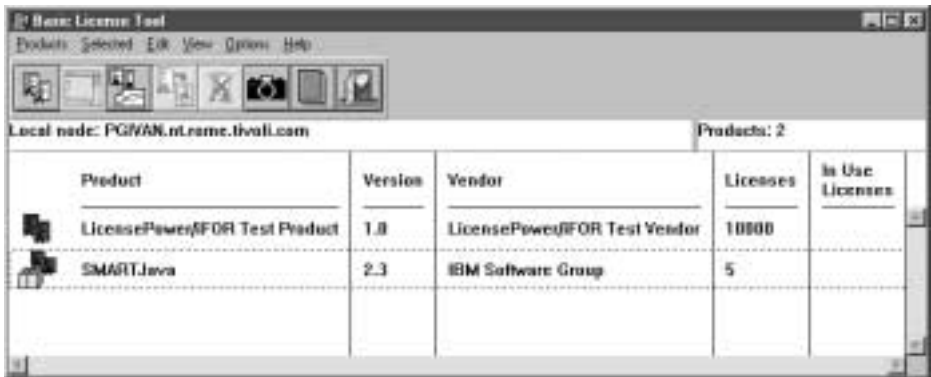 Basic License Tool
Products Selected Edit View Options Help
Local node: PGIVAN.nt.rome.tivoli.com Products: 2
Product Version Vendor Licenses In Use Licenses
LicensePower/iFOR Test Product 1.0 LicensePower/iFOR Test Vendor 10000
SMARTJava 2.3 IBM Software Group 5